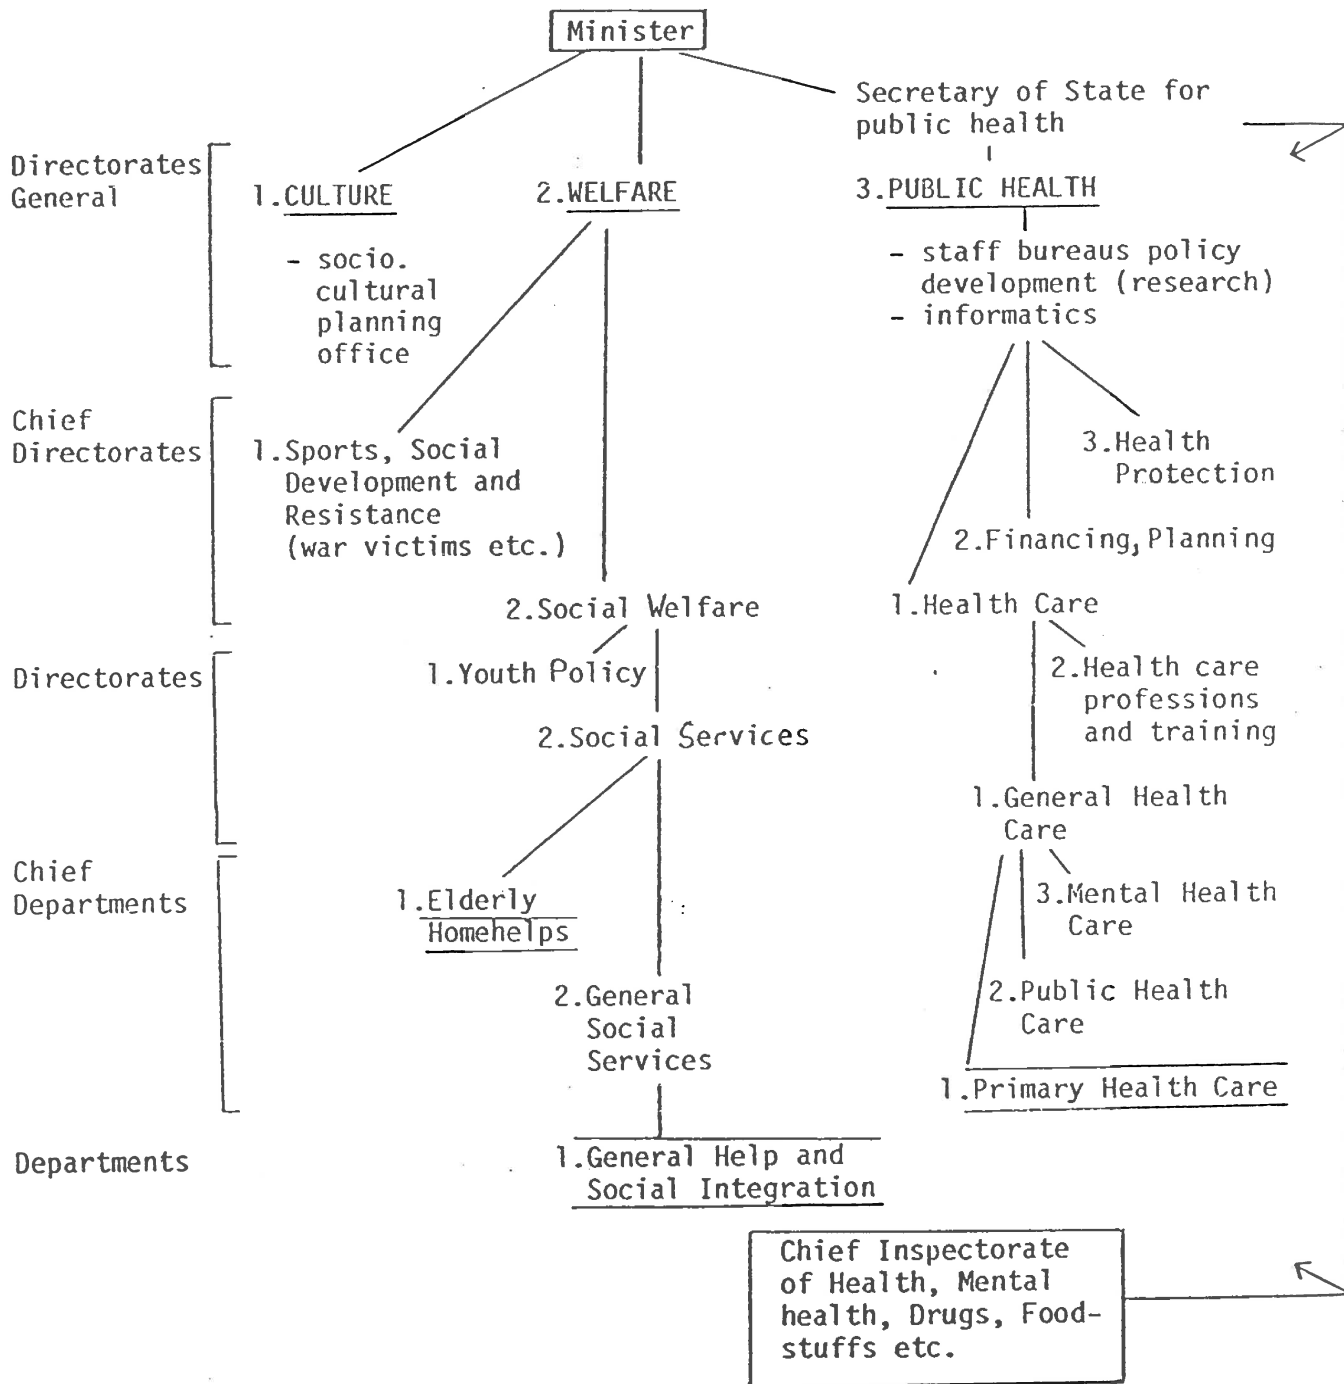 Minister
Secretary of State for
public health
Directorates
General
1.CULTURE
2.WELFARE
3.PUBLIC HEALTH
- socio.
cultural
planning
office
- staff bureaus policy
development (research)
- informatics
Chief
Directorates
1.Sports, Social
Development and
Resistance
(war victims etc.)
3.Health
Protection
2.Financing,Planning
2.Social Welfare
1.Health Care
Directorates
1.Youth Policy
2.Health care
professions
and training
2.Social Services
1.General Health
Care
Chief
Departments
1.Elderly
Homehelps
3.Mental Health
Care
2.General
Social
Services
2.Public Health
Care
1.Primary Health Care
Departments
1.General Help and
Social Integration
Chief Inspectorate
of Health, Mental
health, Drugs, Food-
stuffs etc.